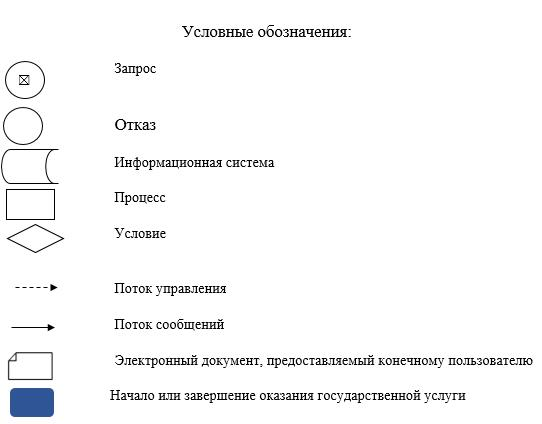 Условные обозначения:
Запрос
Отказ
Информационная система
Процесс
Условие
Поток управления
Поток сообщений
Электронный документ, предоставляемый конечному пользователю
Начало или завершение оказания государственной услуги